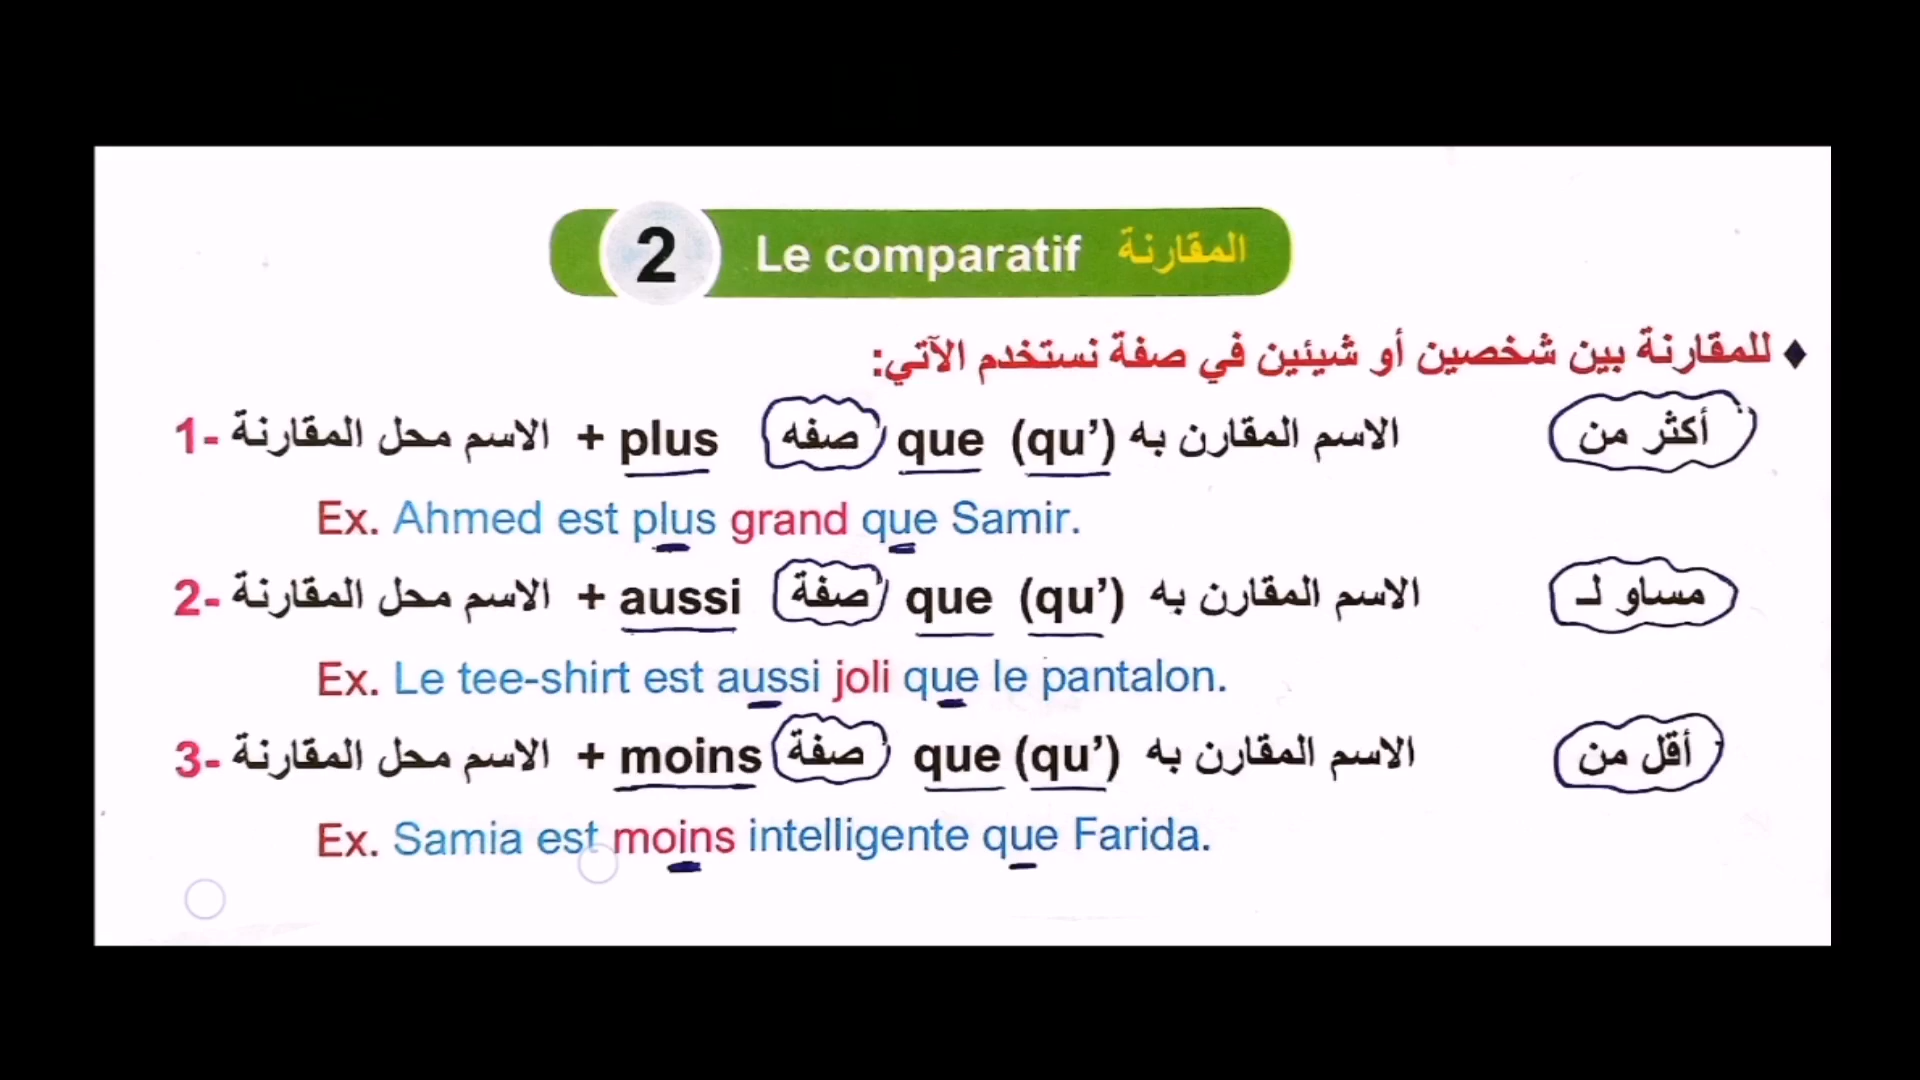 2 Le comparatif المقارنة
♦ للمقارنة بين شخصين أو شيئين في صفة نستخدم الآتي:
1- الاسم محل المقارنة + plus صفه que (qu’) الاسم المقارن به أكثر من
Ex. Ahmed est plus grand que Samir.
2- الاسم محل المقارنة + aussi صفة que (qu’) الاسم المقارن به مساو لـ
Ex. Le tee-shirt est aussi joli que le pantalon.
3- الاسم محل المقارنة + moins صفة que (qu’) الاسم المقارن به أقل من
Ex. Samia est moins intelligente que Farida.